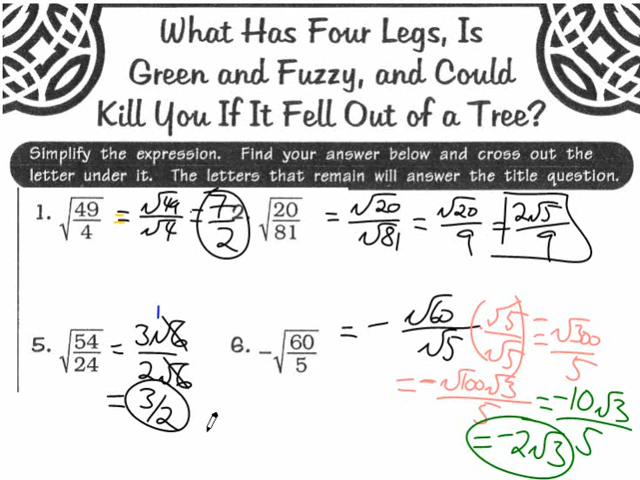 What Has Four Legs, Is
Green and Fuzzy, and Could
Kill You If It Fell Out of a Tree?
Simplify the expression. Find your answer below and cross out the
letter under it. The letters that remain will answer the title question.
1. √(49/4) = √49/√4 = 7/2
2. √(20/81) = √20/√81 = √20/9 = 2√5/9
5. √(54/24) = 3√6/2√6 1
= 3/2
6. -√(60/5) = - √60/√5 (√5/√5) = √300/5
= -√100√3/5 = -10√3/5
= -2√3